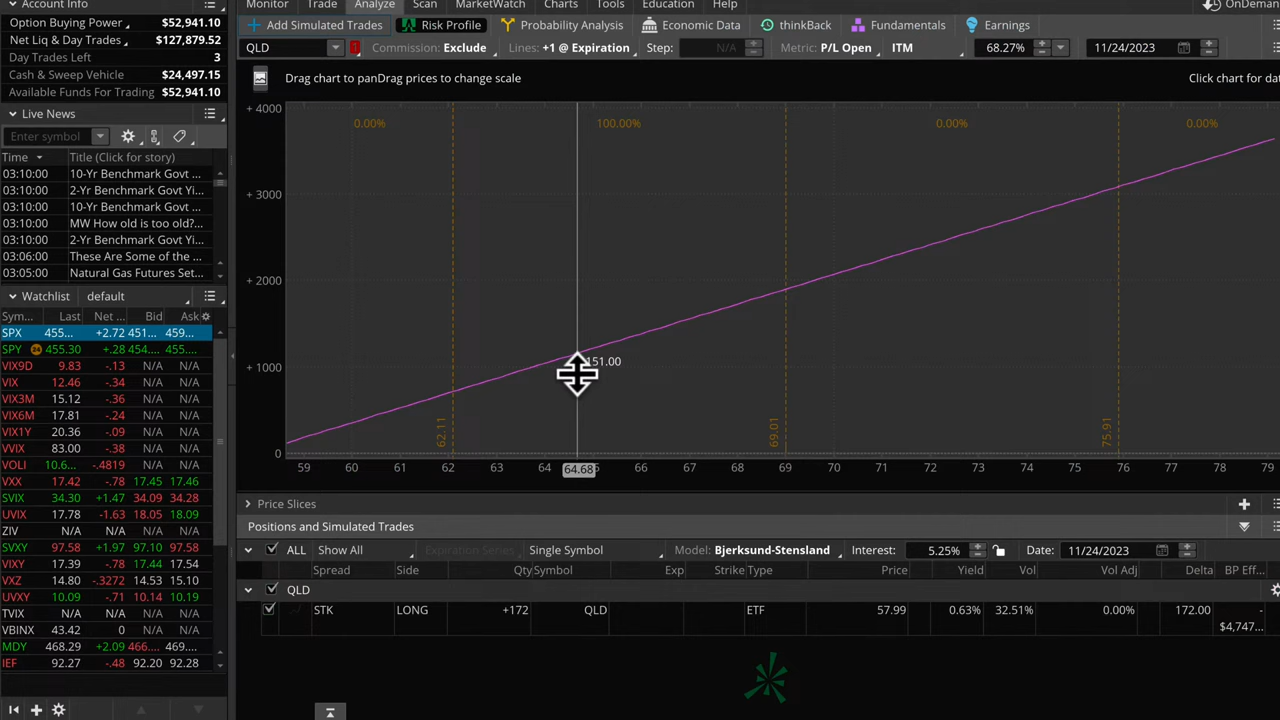 Account Info
Option Buying Power $52,941.10
Net Liq & Day Trades $127,879.52
Day Trades Left 3
Cash & Sweep Vehicle $24,497.15
Available Funds For Trading $52,941.10
Live News
Enter symbol
Time Title (Click for story)
03:10:00 10-Yr Benchmark Govt ...
03:10:00 2-Yr Benchmark Govt Yi...
03:10:00 10-Yr Benchmark Govt ...
03:10:00 MW How old is too old?...
03:10:00 2-Yr Benchmark Govt Yi...
03:06:00 These Are Some of the ...
03:05:00 Natural Gas Futures Set...
Watchlist default
Sym... Last Net ... Bid Ask
SPX 455... +2.72 451... 459...
SPY 24 455.30 +.28 454.... 455....
VIX9D 9.83 -.13 N/A N/A
VIX 12.46 -.34 N/A N/A
VIX3M 15.12 -.36 N/A N/A
VIX6M 17.81 -.24 N/A N/A
VIX1Y 20.36 -.09 N/A N/A
VVIX 83.00 -.38 N/A N/A
VOLI 10.6... -.4819 N/A N/A
VXX 17.42 -.78 17.45 17.46
SVIX 34.30 +1.47 34.09 34.28
UVIX 17.78 -1.63 18.05 18.09
ZIV N/A N/A N/A N/A
SVXY 97.58 +1.97 97.10 97.58
VIXY 17.39 -.78 17.44 17.54
VXZ 14.80 -.3272 14.53 15.10
UVXY 10.09 -.71 10.14 10.19
TVIX N/A N/A N/A N/A
VBINX 43.42 0 N/A N/A
MDY 468.29 +2.09 466.... 469....
IEF 92.27 -.48 92.20 92.28
Monitor Trade Analyze Scan MarketWatch Charts Tools Education Help
OnDeman
Add Simulated Trades Risk Profile Probability Analysis Economic Data thinkBack Fundamentals Earnings
QLD Commission: Exclude Lines: +1 @ Expiration Step: N/A Metric: P/L Open ITM 68.27% 11/24/2023
Drag chart to panDrag prices to change scale Click chart for dat
+ 4000
+ 3000
+ 2000
+ 1000
0
0.00% 100.00% 0.00% 0.00%
151.00
62.11 69.01 75.91
59 60 61 62 63 64 64.68 66 67 68 69 70 71 72 73 74 75 76 77 78 79
Price Slices
Positions and Simulated Trades
ALL Show All Expiration Series Single Symbol Model: Bjerksund-Stensland Interest: 5.25% Date: 11/24/2023
Spread Side Qty Symbol Exp Strike Type Price Yield Vol Vol Adj Delta BP Eff...
QLD
STK LONG +172 QLD ETF 57.99 0.63% 32.51% 0.00% 172.00 -
$4,747...